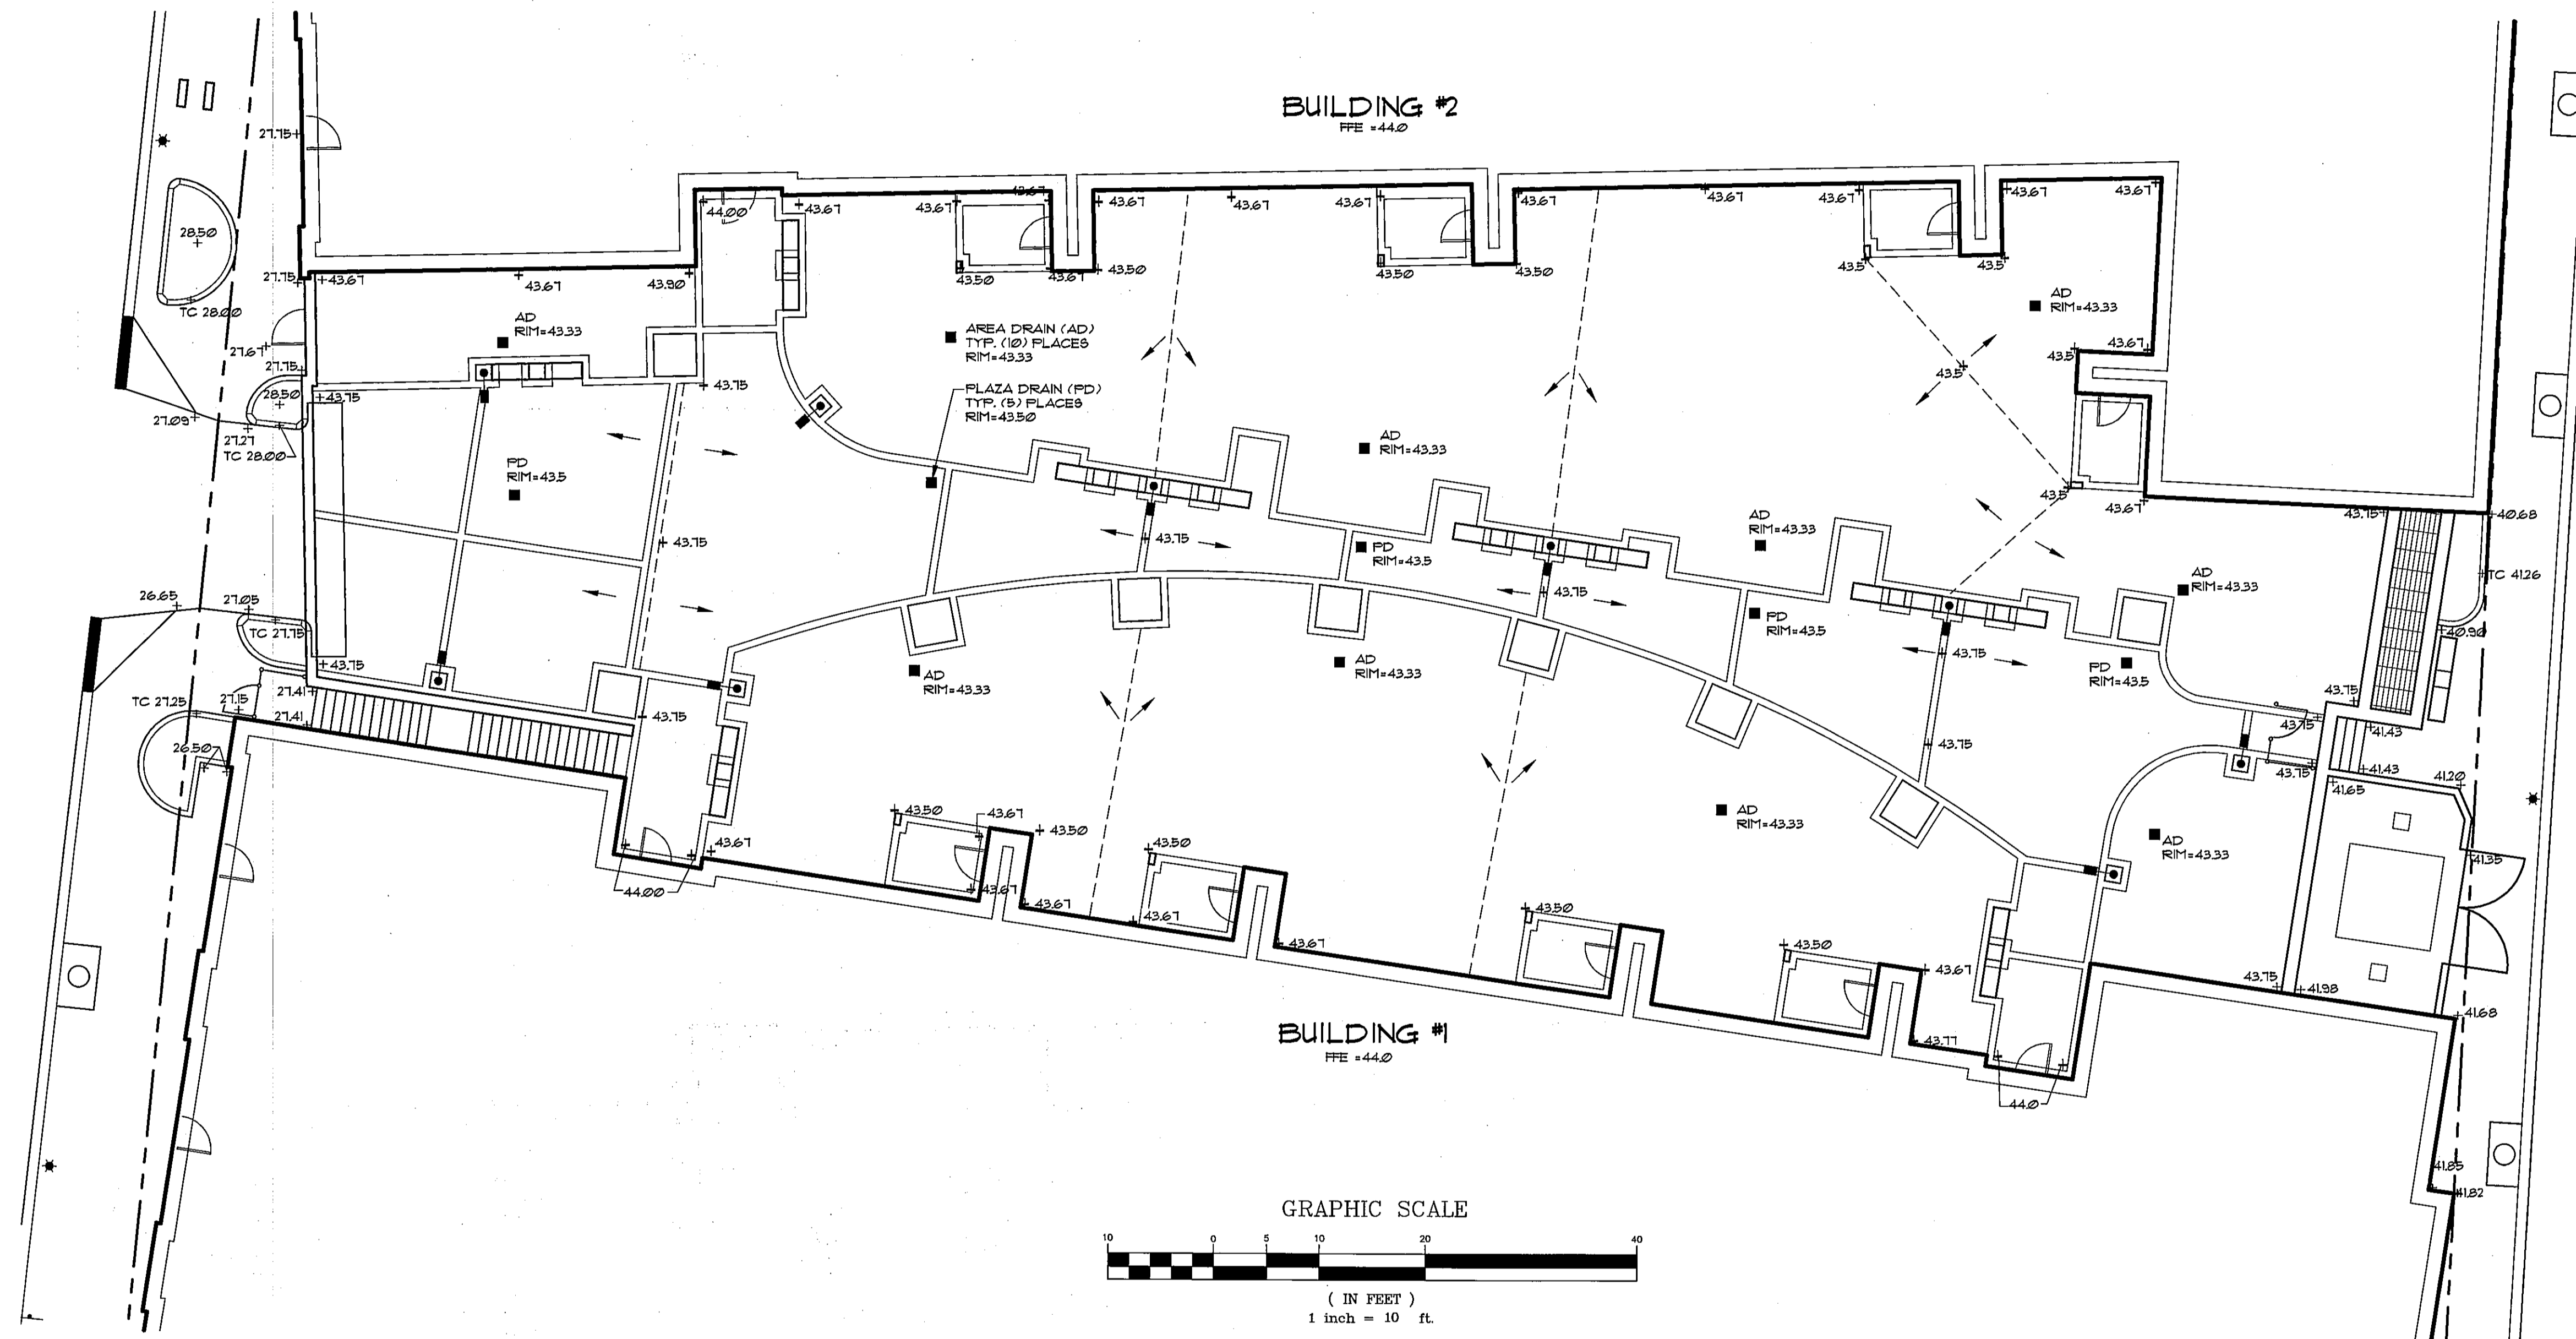 BUILDING #2
FFE = 44.0
27.75
28.50
27.75
TC 28.00
27.67
27.75
28.50
27.09
27.27
TC 28.00
44.00
43.67
43.67
43.67
43.67
43.67
43.67
43.67
43.67
43.67
43.67
43.67
43.67
43.67
43.67
43.90
43.50
43.67
43.50
43.50
43.50
43.5
43.5
AD
RIM=43.33
AREA DRAIN (AD)
TYP. (10) PLACES
RIM=43.33
AD
RIM=43.33
43.75
43.75
PLAZA DRAIN (PD)
TYP. (5) PLACES
RIM=43.50
43.5
43.5
43.67
AD
RIM=43.33
PD
RIM=43.5
43.5
43.67
43.75
40.68
43.75
43.75
PD
RIM=43.5
AD
RIM=43.33
43.75
AD
RIM=43.33
TC 41.26
26.65
27.05
TC 27.75
43.75
PD
RIM=43.5
43.75
40.90
AD
RIM=43.33
AD
RIM=43.33
PD
RIM=43.5
27.41
TC 27.25
27.15
27.41
43.75
43.75
43.75
43.75
41.43
26.50
43.75
41.43
41.20
41.65
43.50
43.67
43.50
AD
RIM=43.33
43.67
43.50
AD
RIM=43.33
41.35
44.00
43.67
43.67
43.67
43.50
43.67
43.50
43.67
43.75
41.98
41.68
BUILDING #1
FFE = 44.0
43.77
44.0
41.85
41.82
GRAPHIC SCALE
10 0 5 10 20 40
( IN FEET )
1 inch = 10 ft.